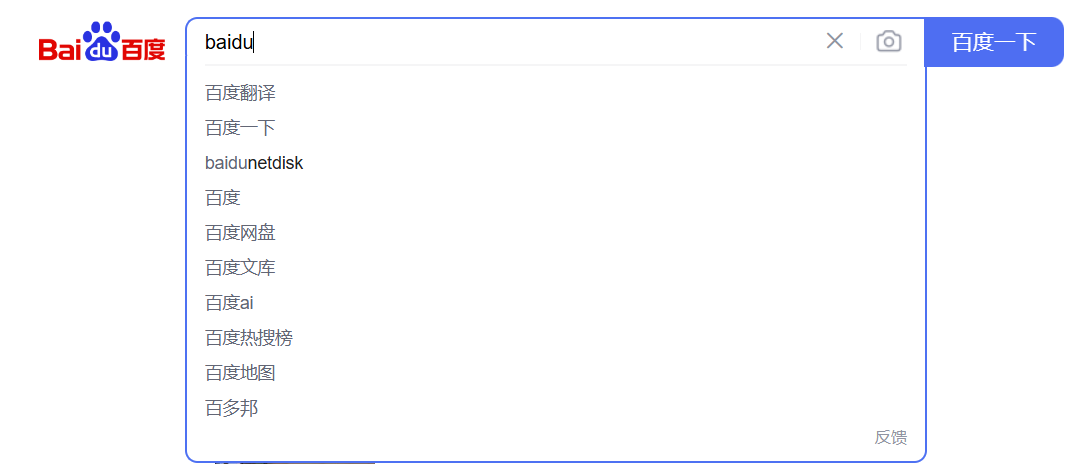 Bai du 百度 baidu 百度一下
百度翻译
百度一下
baidunetdisk
百度
百度网盘
百度文库
百度ai
百度热搜榜
百度地图
百多邦
反馈